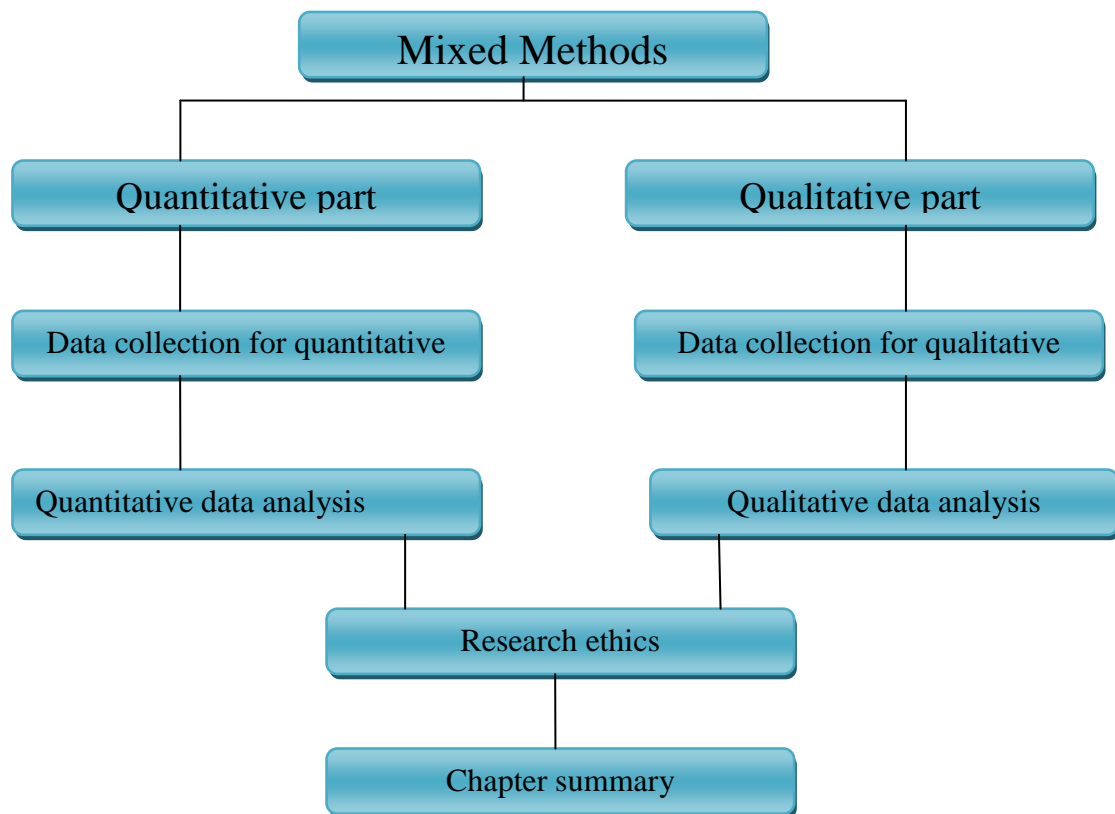 Mixed Methods
Quantitative part
Qualitative part
Data collection for quantitative
Data collection for qualitative
Quantitative data analysis
Qualitative data analysis
Research ethics
Chapter summary